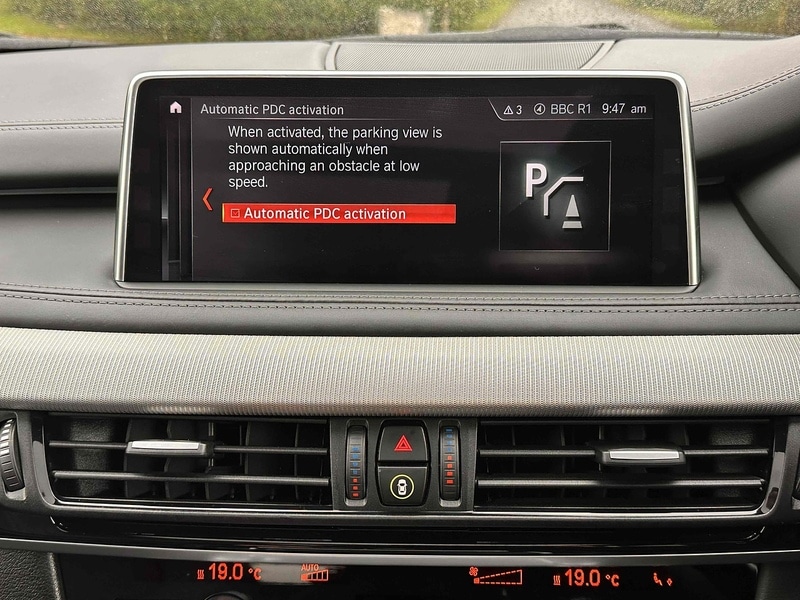 Automatic PDC activation
3 BBC R1 9:47 am
When activated, the parking view is
shown automatically when
approaching an obstacle at low
speed.
Automatic PDC activation
P
19.0 °C
AUTO
19.0 °C